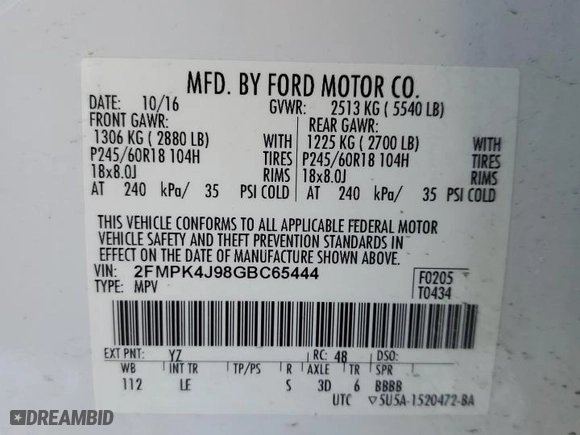 MFD. BY FORD MOTOR CO.
DATE: 10/16 GVWR: 2513 KG ( 5540 LB)
FRONT GAWR: REAR GAWR:
1306 KG ( 2880 LB) WITH 1225 KG ( 2700 LB) WITH
P245/60R18 104H TIRES P245/60R18 104H TIRES
18x8.0J RIMS 18x8.0J RIMS
AT 240 kPa/ 35 PSI COLD AT 240 kPa/ 35 PSI COLD
THIS VEHICLE CONFORMS TO ALL APPLICABLE FEDERAL MOTOR
VEHICLE SAFETY AND THEFT PREVENTION STANDARDS IN
EFFECT ON THE DATE OF MANUFACTURE SHOWN ABOVE.
VIN: 2FMPK4J98GBC65444 F0205
TYPE: MPV T0434
EXT PNT: YZ RC: 48 DSO:
WB INT TR TP/PS R AXLE TR SPR
112 LE S 3D 6 BBBB
UTC ▽5U5A-1520472-BA
DREAMBID